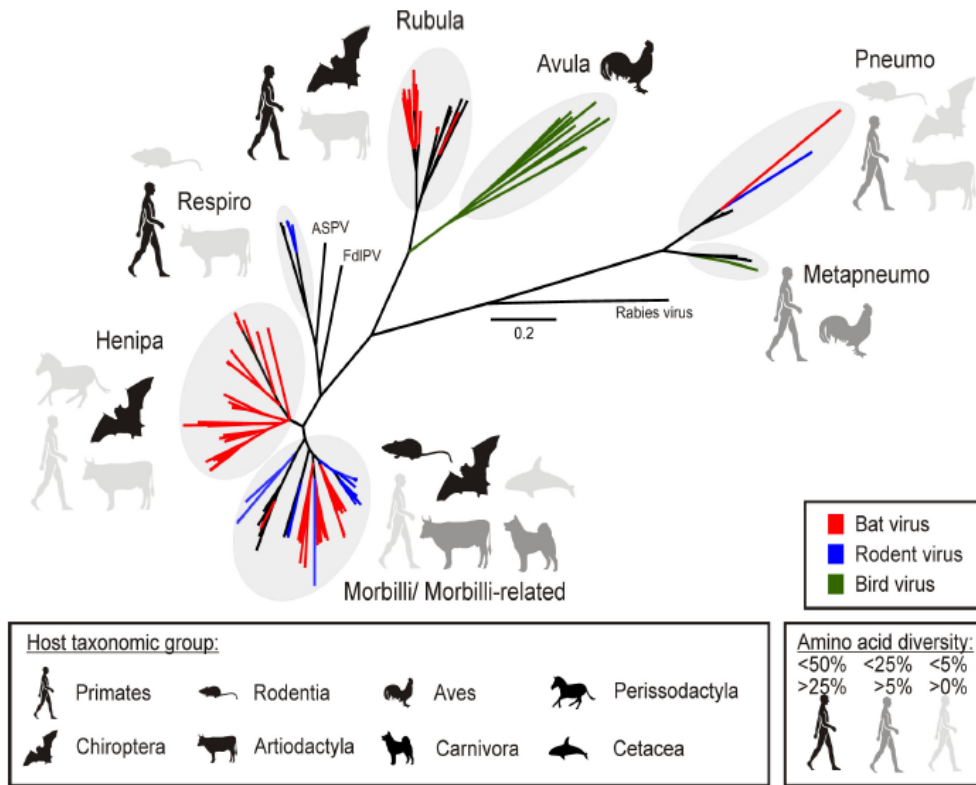 Rubula
Avula
Pneumo
Respiro
ASPV
FdlPV
Metapneumo
Rabies virus
0.2
Henipa
Morbilli/ Morbilli-related
Bat virus
Rodent virus
Bird virus
Host taxonomic group:
Primates
Rodentia
Aves
Perissodactyla
Chiroptera
Artiodactyla
Carnivora
Cetacea
Amino acid diversity:
<50% <25% <5%
>25% >5% >0%